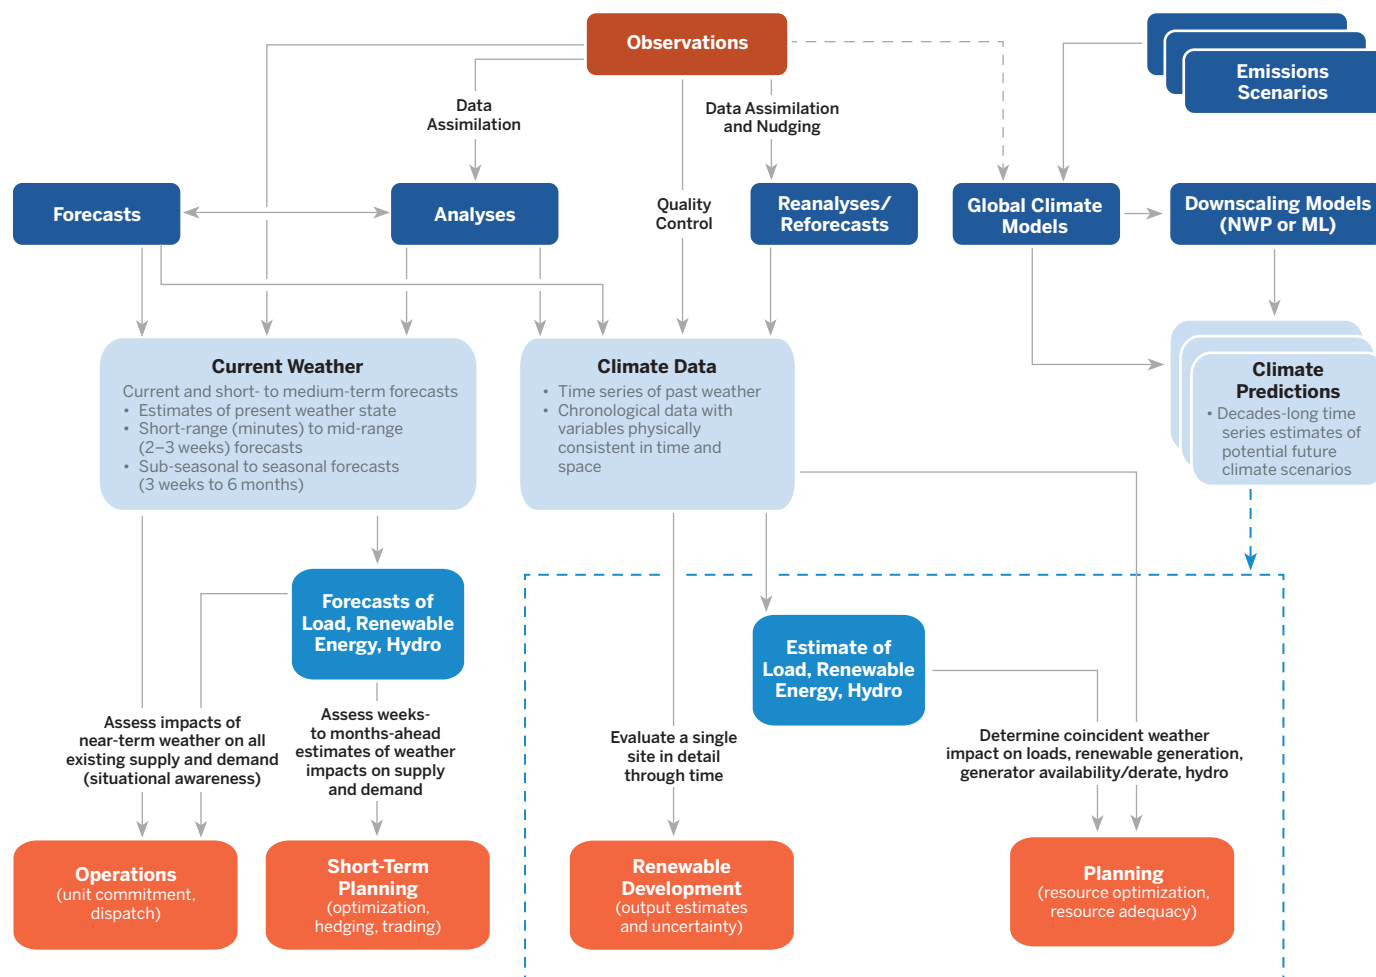 Observations
Emissions
Scenarios
Data
Assimilation
Data Assimilation
and Nudging
Quality
Control
Forecasts
Analyses
Reanalyses/
Reforecasts
Global Climate
Models
Downscaling Models
(NWP or ML)
Current Weather
Current and short- to medium-term forecasts
• Estimates of present weather state
• Short-range (minutes) to mid-range
(2–3 weeks) forecasts
• Sub-seasonal to seasonal forecasts
(3 weeks to 6 months)
Climate Data
• Time series of past weather
• Chronological data with
variables physically
consistent in time and
space
Climate
Predictions
• Decades-long time
series estimates of
potential future
climate scenarios
Forecasts of
Load, Renewable
Energy, Hydro
Estimate of
Load, Renewable
Energy, Hydro
Assess impacts of
near-term weather on all
existing supply and demand
(situational awareness)
Assess weeks-
to months-ahead
estimates of weather
impacts on supply
and demand
Evaluate a single
site in detail
through time
Determine coincident weather
impact on loads, renewable generation,
generator availability/derate, hydro
Operations
(unit commitment,
dispatch)
Short-Term
Planning
(optimization,
hedging, trading)
Renewable
Development
(output estimates
and uncertainty)
Planning
(resource optimization,
resource adequacy)